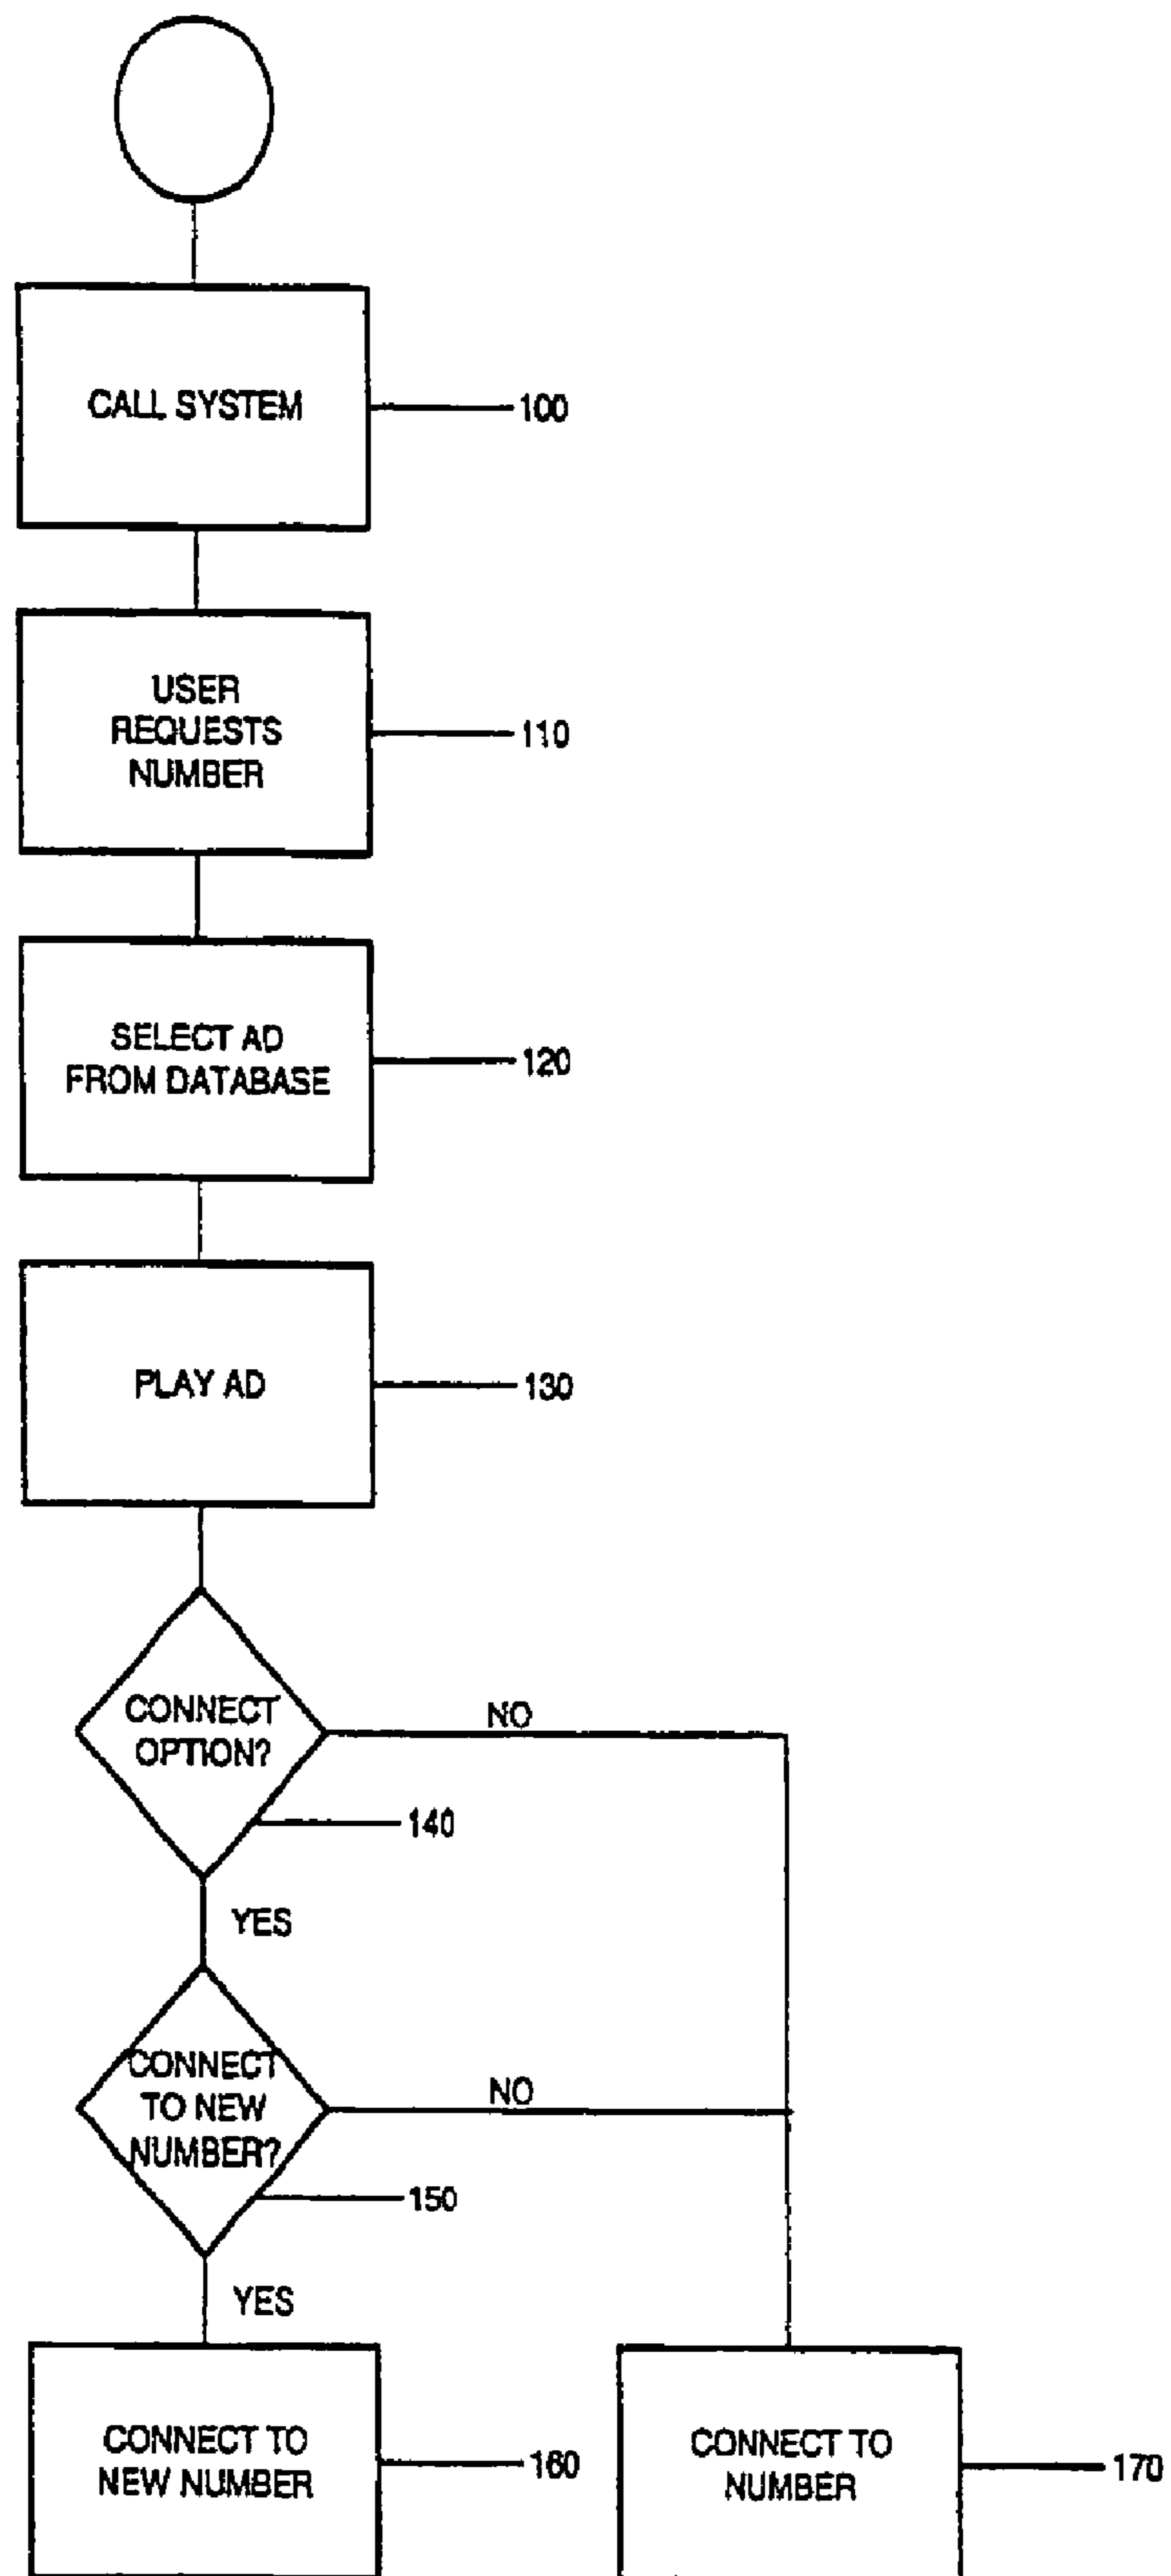 CALL SYSTEM
100
USER
REQUESTS
NUMBER
110
SELECT AD
FROM DATABASE
120
PLAY AD
130
CONNECT
OPTION?
NO
140
YES
CONNECT
TO NEW
NUMBER?
NO
150
YES
CONNECT TO
NEW NUMBER
160
CONNECT TO
NUMBER
170